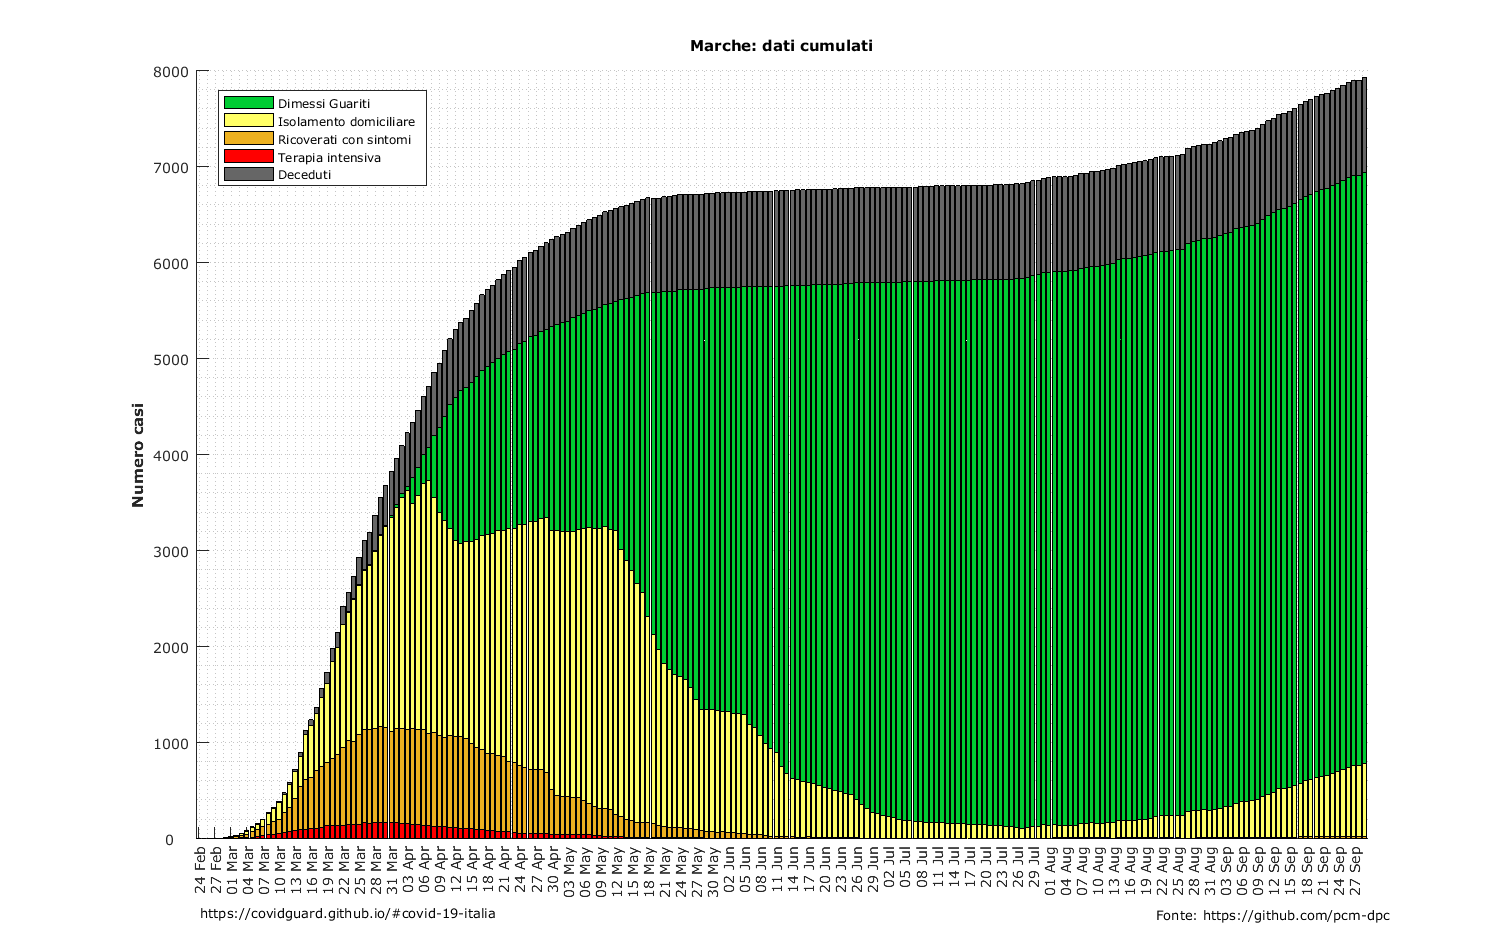 Marche: dati cumulati
8000
7000
6000
5000
4000
3000
2000
1000
0
Numero casi
Dimessi Guariti
Isolamento domiciliare
Ricoverati con sintomi
Terapia intensiva
Deceduti
24 Feb
27 Feb
01 Mar
04 Mar
07 Mar
10 Mar
13 Mar
16 Mar
19 Mar
22 Mar
25 Mar
28 Mar
31 Mar
03 Apr
06 Apr
09 Apr
12 Apr
15 Apr
18 Apr
21 Apr
24 Apr
27 Apr
30 Apr
03 May
06 May
09 May
12 May
15 May
18 May
21 May
24 May
27 May
30 May
02 Jun
05 Jun
08 Jun
11 Jun
14 Jun
17 Jun
20 Jun
23 Jun
26 Jun
29 Jun
02 Jul
05 Jul
08 Jul
11 Jul
14 Jul
17 Jul
20 Jul
23 Jul
26 Jul
29 Jul
01 Aug
04 Aug
07 Aug
10 Aug
13 Aug
16 Aug
19 Aug
22 Aug
25 Aug
28 Aug
31 Aug
03 Sep
06 Sep
09 Sep
12 Sep
15 Sep
18 Sep
21 Sep
24 Sep
27 Sep
https://covidguard.github.io/#covid-19-italia
Fonte: https://github.com/pcm-dpc